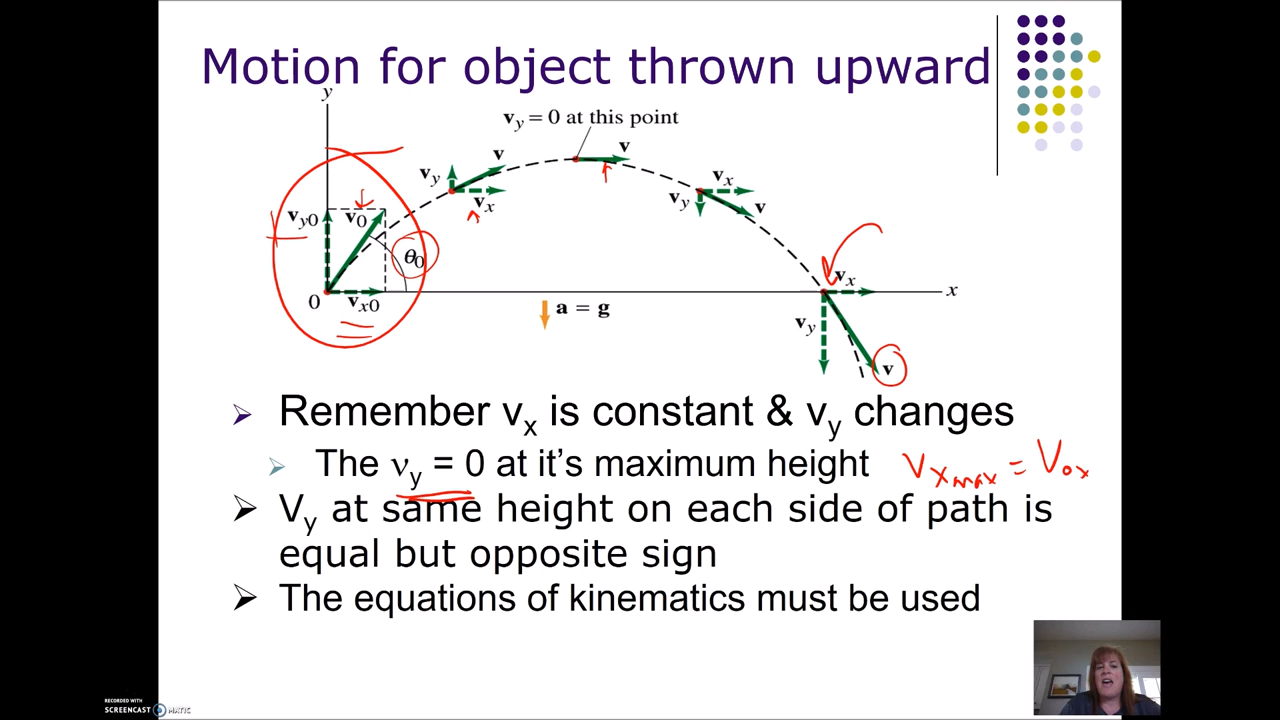 Motion for object thrown upward
y
vy = 0 at this point
v
v
vy
vx
vx
vy
v
vy0
v0
θ0
0
vx0
a = g
vx
x
vy
v
Remember vx is constant & vy changes
The vy = 0 at it's maximum height
Vxmax = Vox
Vy at same height on each side of path is
equal but opposite sign
The equations of kinematics must be used
RECORDED WITH
SCREENCAST MATIC